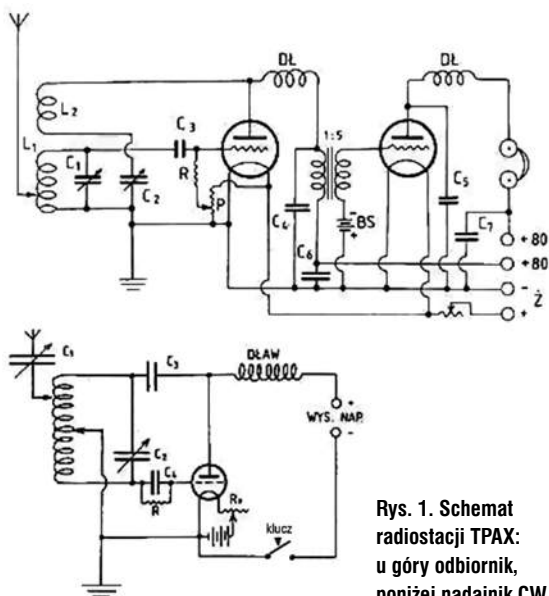 DŁ
DŁ
L₂
C₃
1:5
L₁
C₁
C₂
R
P
C₄
BS
C₅
C₆
C₇
+80
+80
-
Ż
+
C₁
C₃
DŁAW
+
WYS. NAP.
-
C₂
C₄
R
klucz
Rys. 1. Schemat
radiostacji TPAX:
u góry odbiornik,
poniżej nadajnik CW